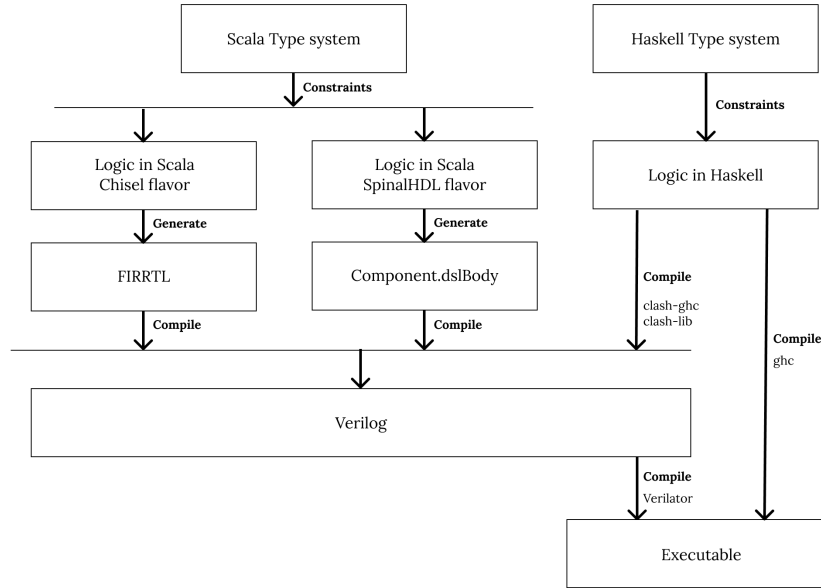 Scala Type system
Haskell Type system
Constraints
Constraints
Logic in Scala
Chisel flavor
Logic in Scala
SpinalHDL flavor
Logic in Haskell
Generate
Generate
FIRRTL
Component.dslBody
Compile
clash-ghc
clash-lib
Compile
Compile
Compile
ghc
Verilog
Compile
Verilator
Executable